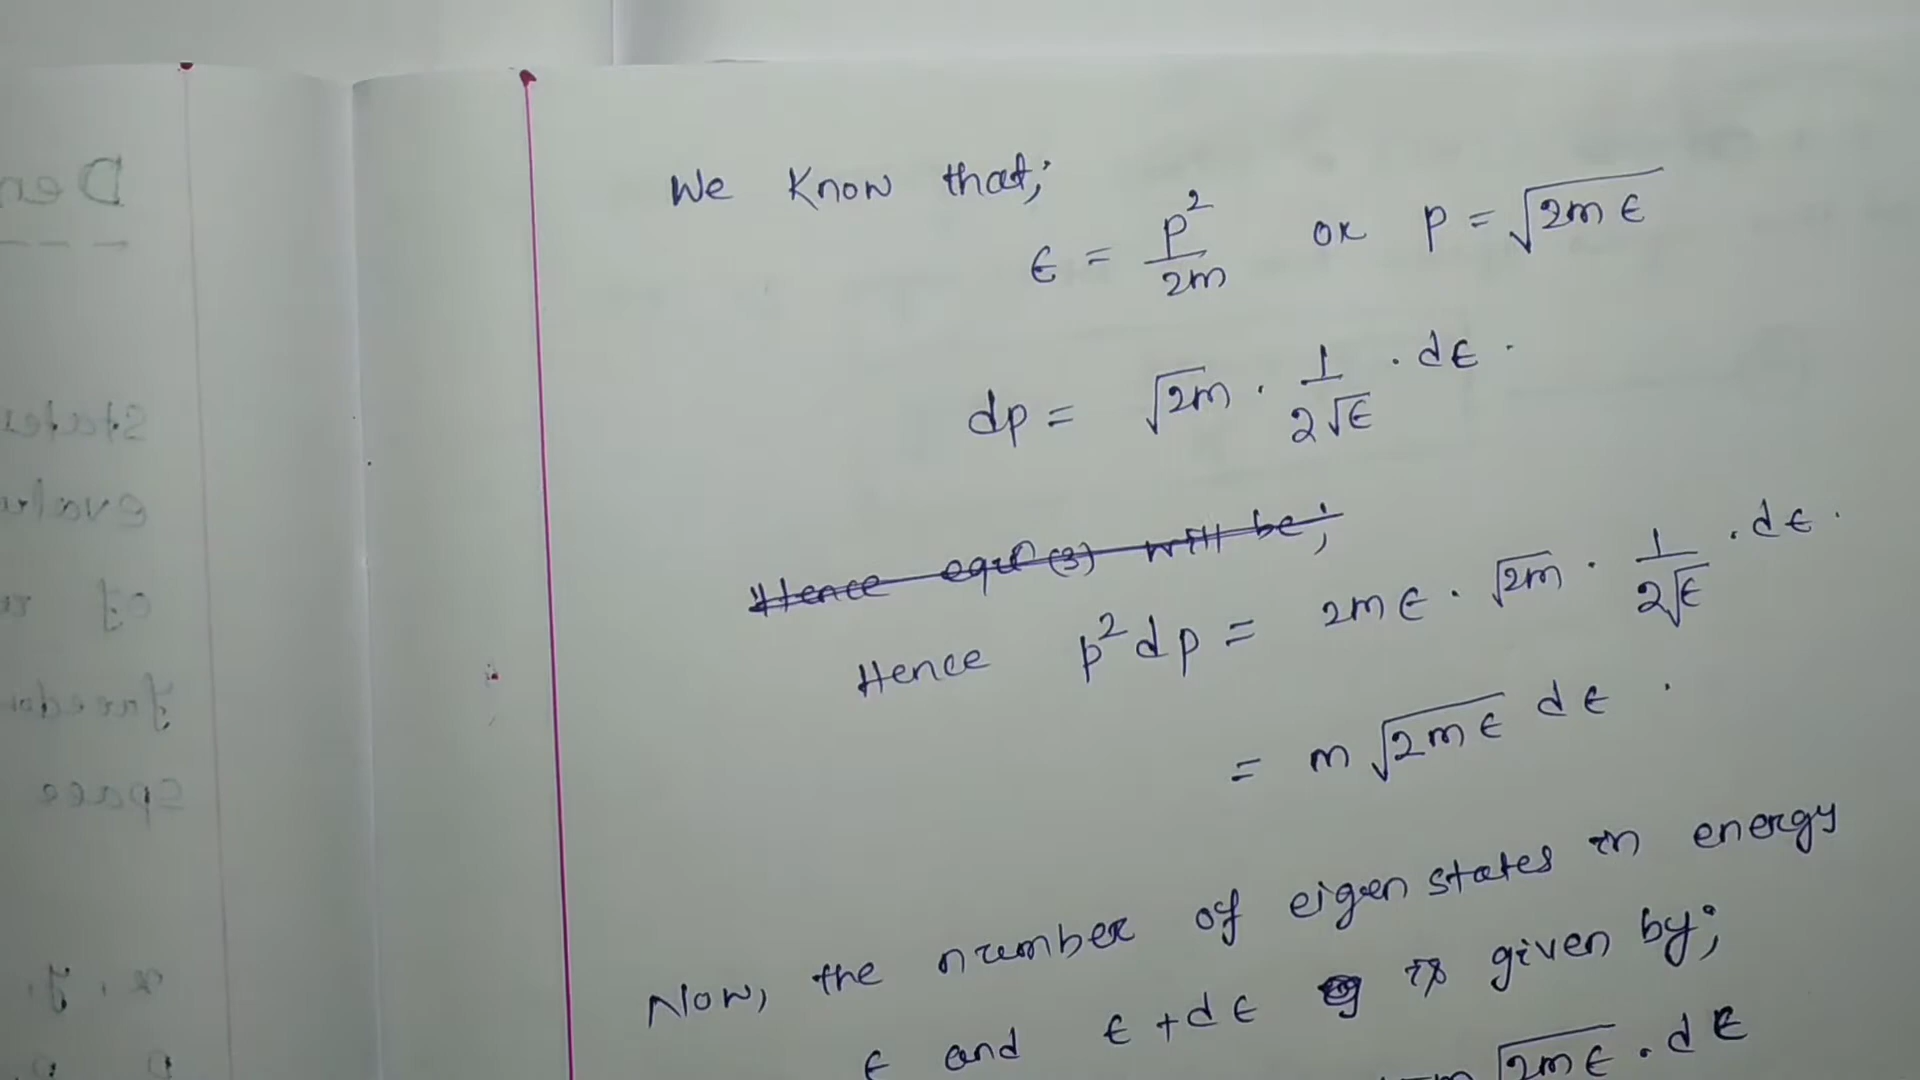 We Know that;
ϵ = p²/2m or p = √2mϵ
dp = √2m · 1/2√ϵ · dϵ ·
Hence eqn (3) will be;
Hence p²dp = 2mϵ · √2m · 1/2√ϵ · dϵ ·
= m √2mϵ dϵ ·
Now, the number of eigen states in energy
ϵ and ϵ + dϵ is given by;
m √2mϵ · dϵ